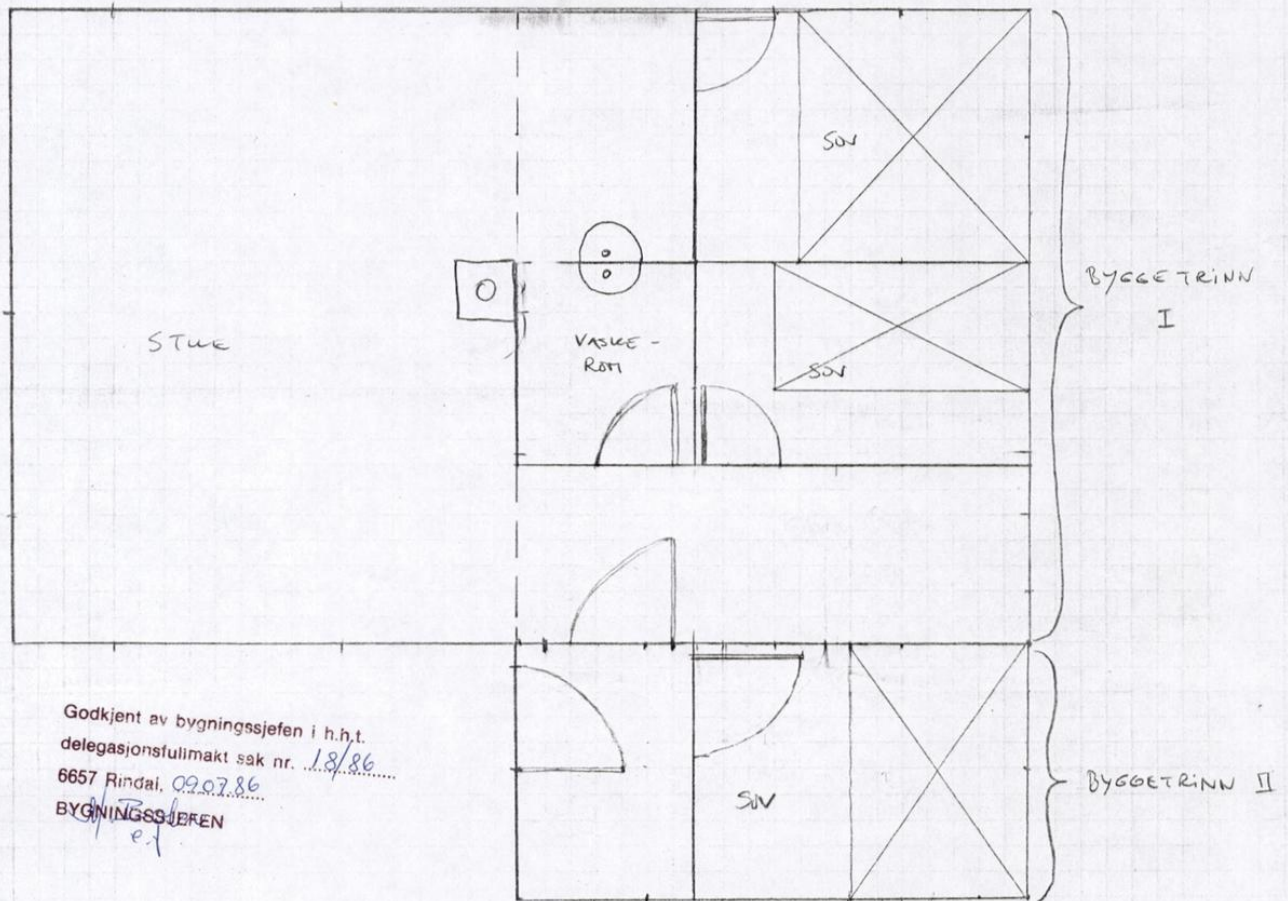 SOV
BYGGETRINN
I
STUE
VASKE-
ROM
SOV
Godkjent av bygningssjefen i h.h.t.
delegasjonsfullmakt sak nr. 18/86
6657 Rindal, 09.07.86
BYGNINGSSJEFEN
e.f.
SOV
BYGGETRINN II